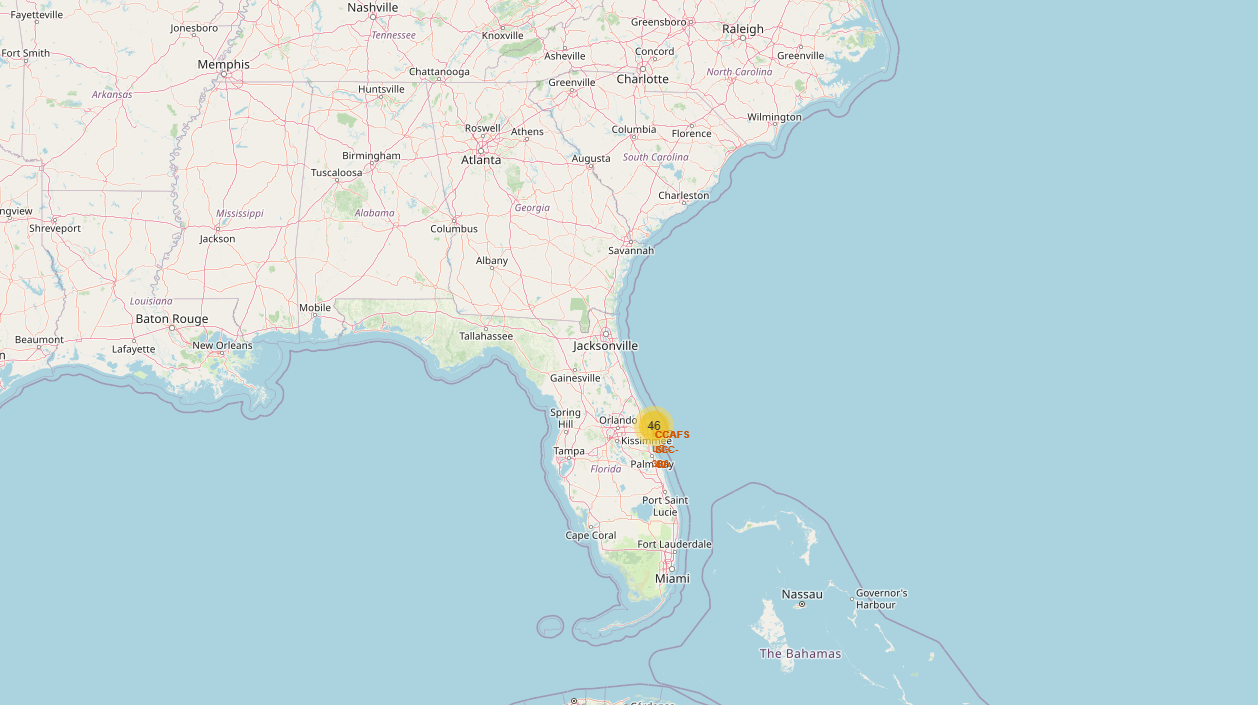 Nashville
Fayetteville
Jonesboro
Tennessee
Knoxville
Greensboro
Raleigh
Fort Smith
Memphis
Asheville
Concord
Greenville
Chattanooga
Charlotte
North Carolina
Arkansas
Huntsville
Greenville
Wilmington
Roswell
Athens
Columbia
Florence
Birmingham
Atlanta
Augusta
South Carolina
Tuscaloosa
Charleston
ngview
Mississippi
Alabama
Georgia
Shreveport
Jackson
Columbus
Savannah
Albany
Louisiana
Mobile
Baton Rouge
Beaumont
Lafayette
New Orleans
Tallahassee
Jacksonville
n
Gainesville
Spring
Hill
Orlando
46
CCAFS
Kissimmee
Tampa
Florida
Palm Bay
Port Saint
Lucie
Cape Coral
Fort Lauderdale
Miami
Nassau
Governor's
Harbour
The Bahamas